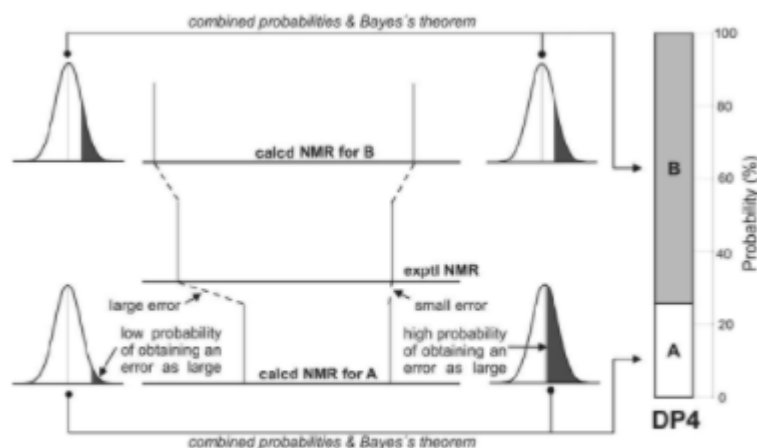 combined probabilities & Bayes´s theorem
100
80
60
40
20
0
Probability (%)
B
A
DP4
calcd NMR for B
exptl NMR
large error
small error
low probability
of obtaining an
error as large
high probability
of obtaining an
error as large
calcd NMR for A
combined probabilities & Bayes´s theorem